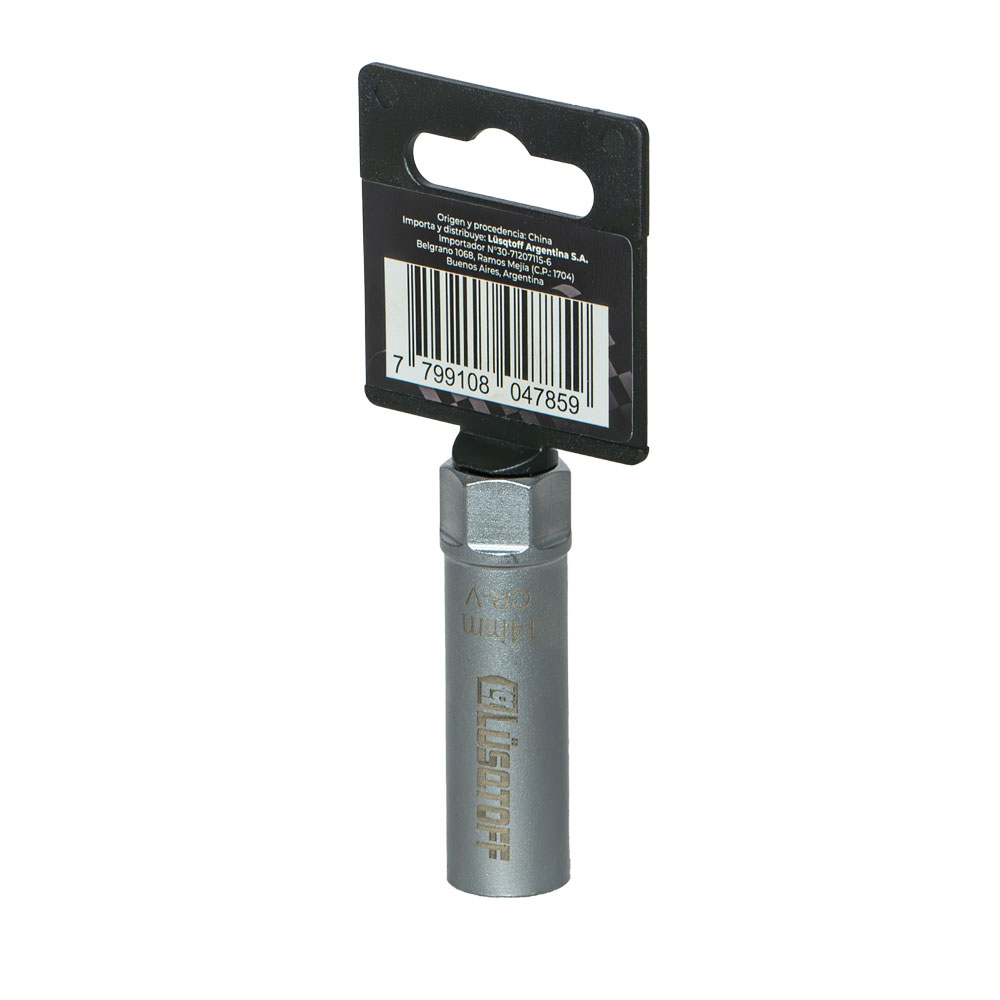 Origen y procedencia: China
Importa y distribuye: Lüsqtoff Argentina S.A.
Importador N°30-71207115-6
Belgrano 1068, Ramos Mejía (C.P.: 1704)
Buenos Aires, Argentina
7 799108 047859
CR-V
14mm
LQ LÜSQTOFF